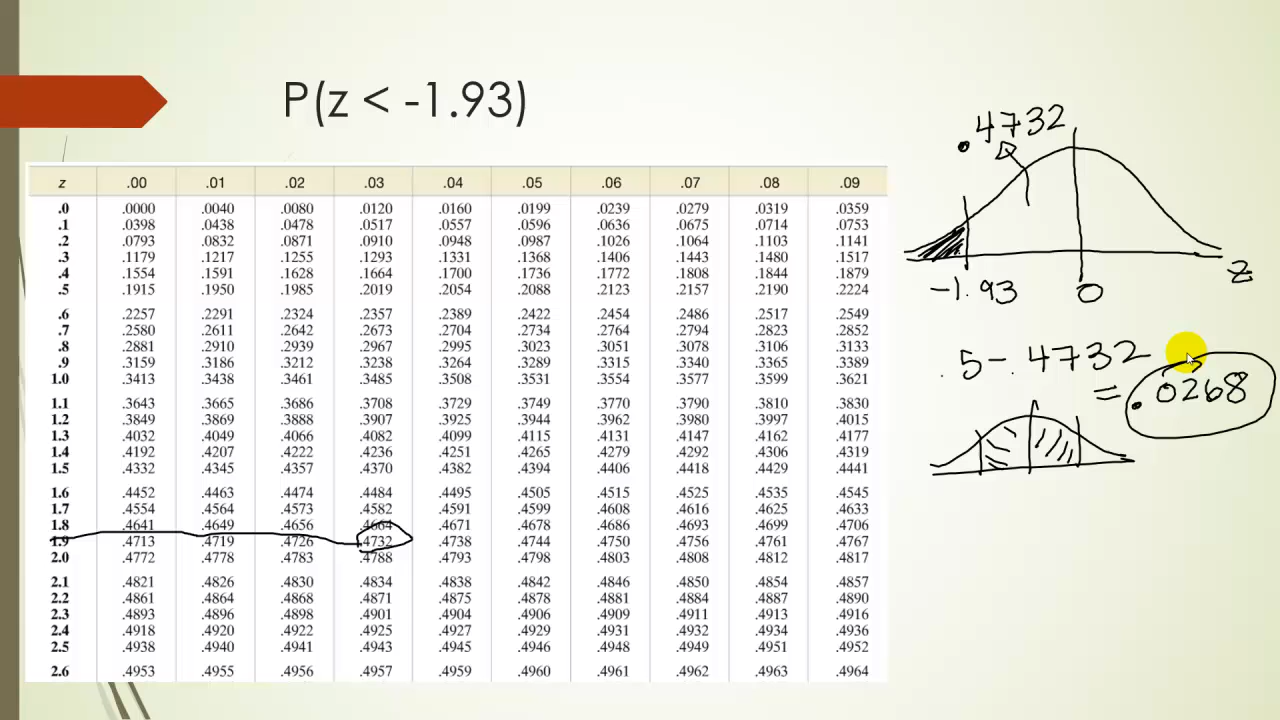 P(z < -1.93)
z .00 .01 .02 .03 .04 .05 .06 .07 .08 .09
.0 .0000 .0040 .0080 .0120 .0160 .0199 .0239 .0279 .0319 .0359
.1 .0398 .0438 .0478 .0517 .0557 .0596 .0636 .0675 .0714 .0753
.2 .0793 .0832 .0871 .0910 .0948 .0987 .1026 .1064 .1103 .1141
.3 .1179 .1217 .1255 .1293 .1331 .1368 .1406 .1443 .1480 .1517
.4 .1554 .1591 .1628 .1664 .1700 .1736 .1772 .1808 .1844 .1879
.5 .1915 .1950 .1985 .2019 .2054 .2088 .2123 .2157 .2190 .2224
.6 .2257 .2291 .2324 .2357 .2389 .2422 .2454 .2486 .2517 .2549
.7 .2580 .2611 .2642 .2673 .2704 .2734 .2764 .2794 .2823 .2852
.8 .2881 .2910 .2939 .2967 .2995 .3023 .3051 .3078 .3106 .3133
.9 .3159 .3186 .3212 .3238 .3264 .3289 .3315 .3340 .3365 .3389
1.0 .3413 .3438 .3461 .3485 .3508 .3531 .3554 .3577 .3599 .3621
1.1 .3643 .3665 .3686 .3708 .3729 .3749 .3770 .3790 .3810 .3830
1.2 .3849 .3869 .3888 .3907 .3925 .3944 .3962 .3980 .3997 .4015
1.3 .4032 .4049 .4066 .4082 .4099 .4115 .4131 .4147 .4162 .4177
1.4 .4192 .4207 .4222 .4236 .4251 .4265 .4279 .4292 .4306 .4319
1.5 .4332 .4345 .4357 .4370 .4382 .4394 .4406 .4418 .4429 .4441
1.6 .4452 .4463 .4474 .4484 .4495 .4505 .4515 .4525 .4535 .4545
1.7 .4554 .4564 .4573 .4582 .4591 .4599 .4608 .4616 .4625 .4633
1.8 .4641 .4649 .4656 .4664 .4671 .4678 .4686 .4693 .4699 .4706
1.9 .4713 .4719 .4726 .4732 .4738 .4744 .4750 .4756 .4761 .4767
2.0 .4772 .4778 .4783 .4788 .4793 .4798 .4803 .4808 .4812 .4817
2.1 .4821 .4826 .4830 .4834 .4838 .4842 .4846 .4850 .4854 .4857
2.2 .4861 .4864 .4868 .4871 .4875 .4878 .4881 .4884 .4887 .4890
2.3 .4893 .4896 .4898 .4901 .4904 .4906 .4909 .4911 .4913 .4916
2.4 .4918 .4920 .4922 .4925 .4927 .4929 .4931 .4932 .4934 .4936
2.5 .4938 .4940 .4941 .4943 .4945 .4946 .4948 .4949 .4951 .4952
2.6 .4953 .4955 .4956 .4957 .4959 .4960 .4961 .4962 .4963 .4964
.4732
-1.93 0 z
.5 - .4732
= .0268